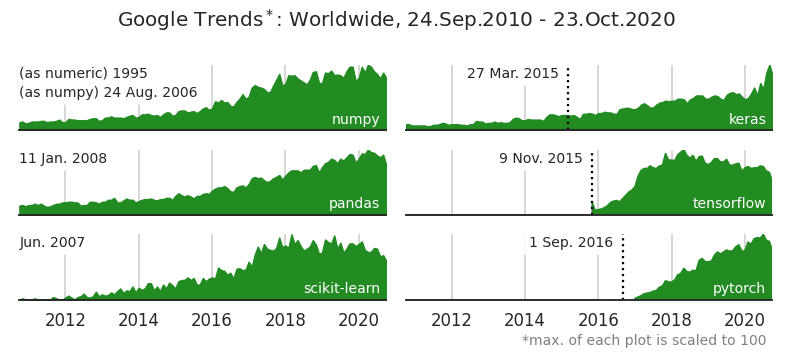 Google Trends*: Worldwide, 24.Sep.2010 - 23.Oct.2020
(as numeric) 1995
(as numpy) 24 Aug. 2006
numpy
27 Mar. 2015
keras
11 Jan. 2008
pandas
9 Nov. 2015
tensorflow
Jun. 2007
scikit-learn
1 Sep. 2016
pytorch
2012 2014 2016 2018 2020
2012 2014 2016 2018 2020
*max. of each plot is scaled to 100